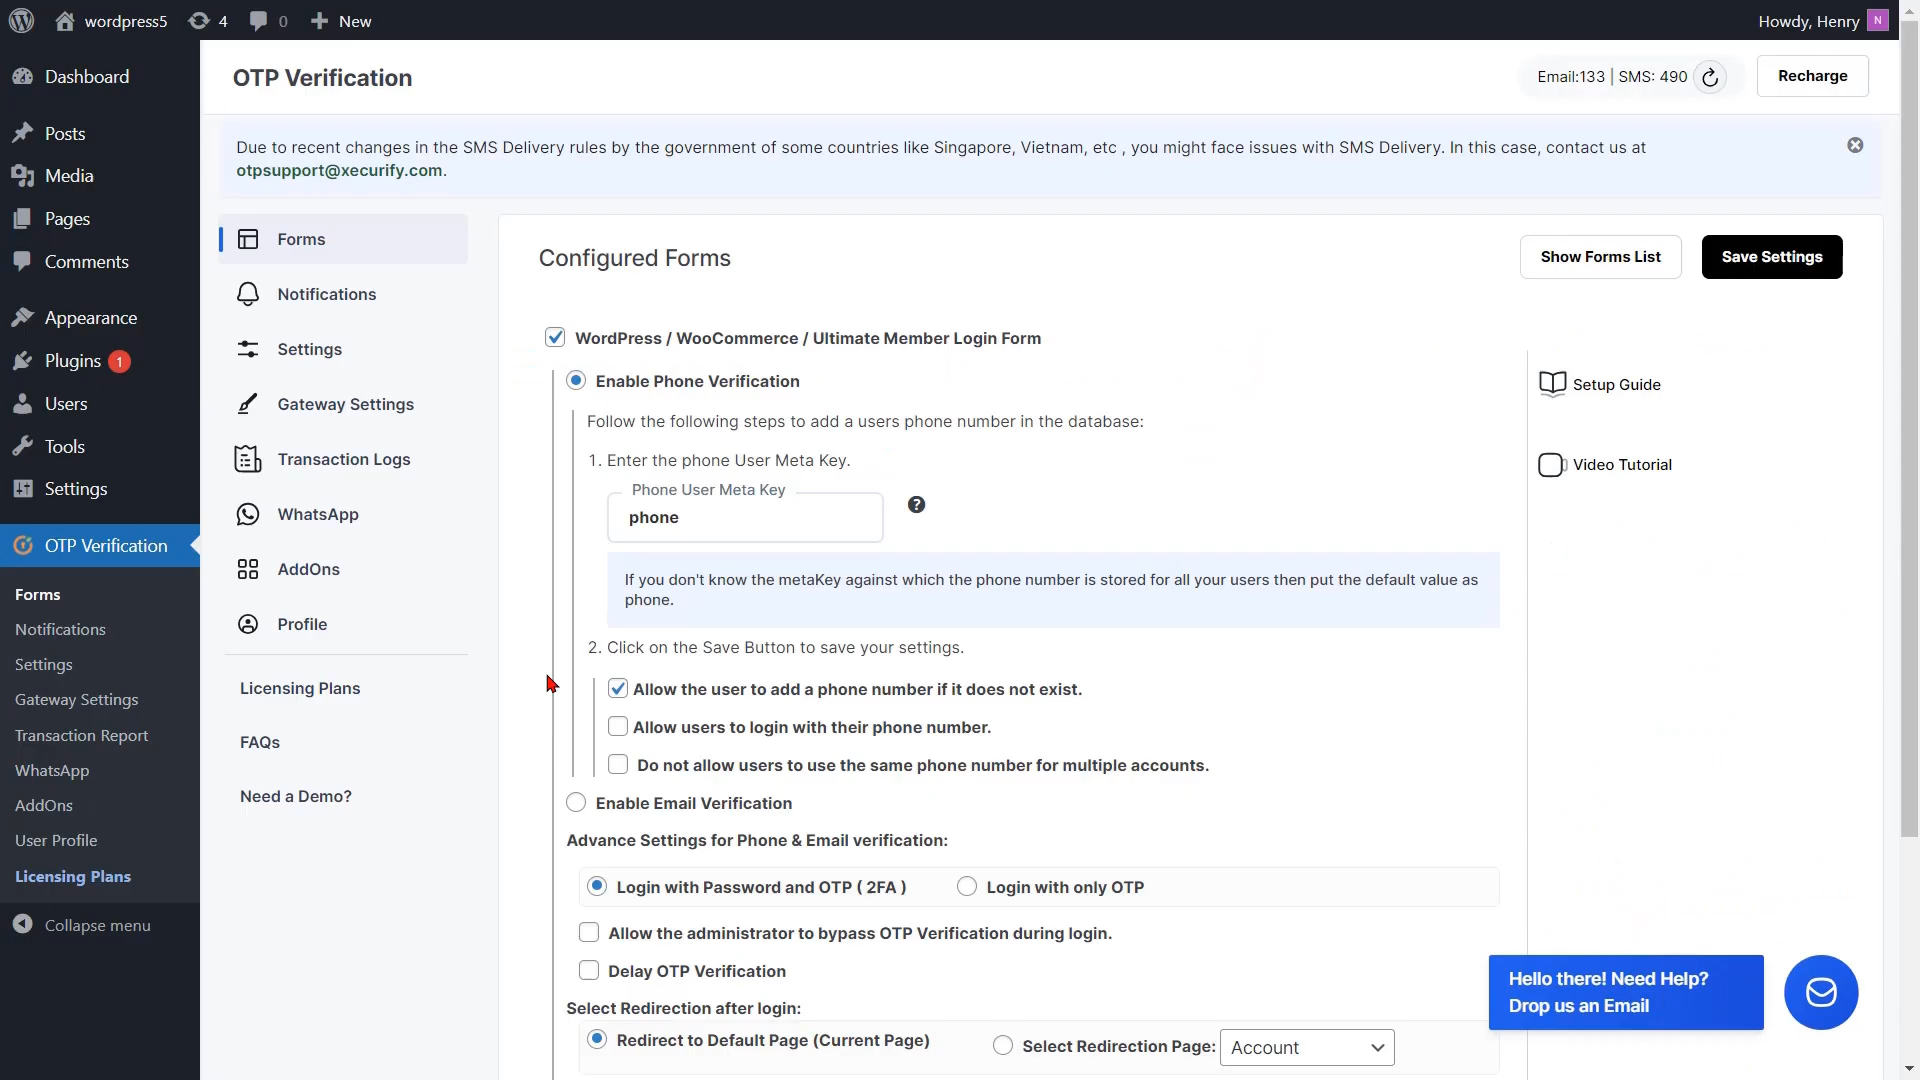 wordpress5
4
0
New
Howdy, Henry
N
Dashboard
Posts
Media
Pages
Comments
Appearance
Plugins 1
Users
Tools
Settings
OTP Verification
Forms
Notifications
Settings
Gateway Settings
Transaction Report
WhatsApp
AddOns
User Profile
Licensing Plans
Collapse menu
OTP Verification
Email:133 | SMS: 490
Recharge
Due to recent changes in the SMS Delivery rules by the government of some countries like Singapore, Vietnam, etc , you might face issues with SMS Delivery. In this case, contact us at
otpsupport@xecurify.com.
Forms
Notifications
Settings
Gateway Settings
Transaction Logs
WhatsApp
AddOns
Profile
Licensing Plans
FAQs
Need a Demo?
Configured Forms
Show Forms List
Save Settings
WordPress / WooCommerce / Ultimate Member Login Form
Enable Phone Verification
Follow the following steps to add a users phone number in the database:
1. Enter the phone User Meta Key.
Phone User Meta Key
phone
?
If you don't know the metaKey against which the phone number is stored for all your users then put the default value as
phone.
2. Click on the Save Button to save your settings.
Allow the user to add a phone number if it does not exist.
Allow users to login with their phone number.
Do not allow users to use the same phone number for multiple accounts.
Enable Email Verification
Advance Settings for Phone & Email verification:
Login with Password and OTP ( 2FA )
Login with only OTP
Allow the administrator to bypass OTP Verification during login.
Delay OTP Verification
Select Redirection after login:
Redirect to Default Page (Current Page)
Select Redirection Page:
Account
Setup Guide
Video Tutorial
Hello there! Need Help?
Drop us an Email